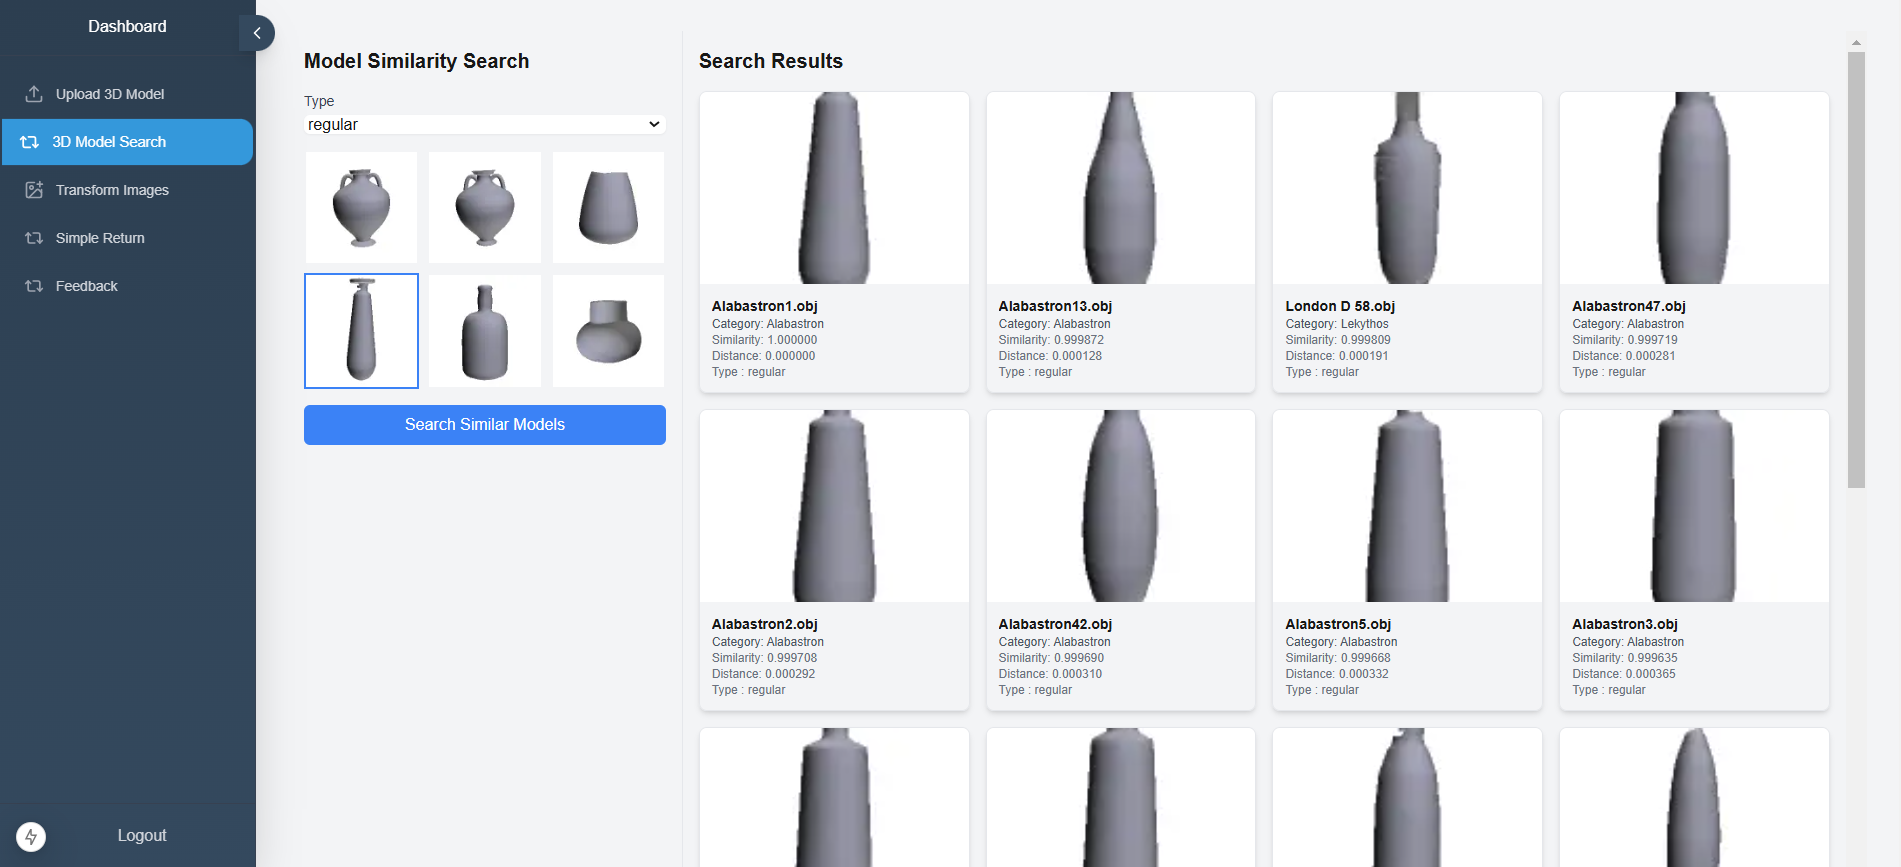 Dashboard
Upload 3D Model
3D Model Search
Transform Images
Simple Return
Feedback
Logout
Model Similarity Search
Type
regular
Search Similar Models
Search Results
Alabastron1.obj
Category: Alabastron
Similarity: 1.000000
Distance: 0.000000
Type : regular
Alabastron13.obj
Category: Alabastron
Similarity: 0.999872
Distance: 0.000128
Type : regular
London D 58.obj
Category: Lekythos
Similarity: 0.999809
Distance: 0.000191
Type : regular
Alabastron47.obj
Category: Alabastron
Similarity: 0.999719
Distance: 0.000281
Type : regular
Alabastron2.obj
Category: Alabastron
Similarity: 0.999708
Distance: 0.000292
Type : regular
Alabastron42.obj
Category: Alabastron
Similarity: 0.999690
Distance: 0.000310
Type : regular
Alabastron5.obj
Category: Alabastron
Similarity: 0.999668
Distance: 0.000332
Type : regular
Alabastron3.obj
Category: Alabastron
Similarity: 0.999635
Distance: 0.000365
Type : regular